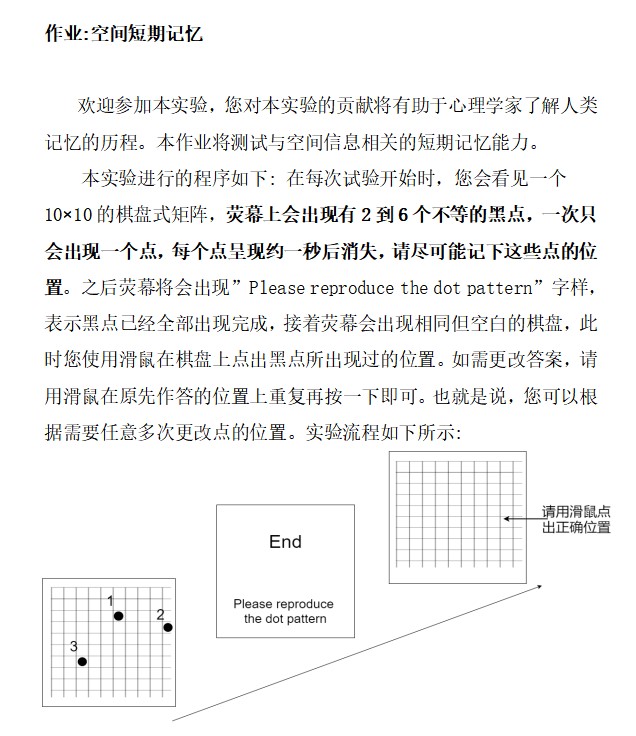 作业:空间短期记忆
欢迎参加本实验，您对本实验的贡献将有助于心理学家了解人类
记忆的历程。本作业将测试与空间信息相关的短期记忆能力。
本实验进行的程序如下: 在每次试验开始时，您会看见一个
10×10 的棋盘式矩阵，荧幕上会出现有 2 到 6 个不等的黑点，一次只
会出现一个点，每个点呈现约一秒后消失，请尽可能记下这些点的位
置。之后荧幕将会出现”Please reproduce the dot pattern”字样，
表示黑点已经全部出现完成，接着荧幕会出现相同但空白的棋盘，此
时您使用滑鼠在棋盘上点出黑点所出现过的位置。如需更改答案，请
用滑鼠在原先作答的位置上重复再按一下即可。也就是说，您可以根
据需要任意多次更改点的位置。实验流程如下所示:
1
2
3
End
Please reproduce
the dot pattern
请用滑鼠点
出正确位置